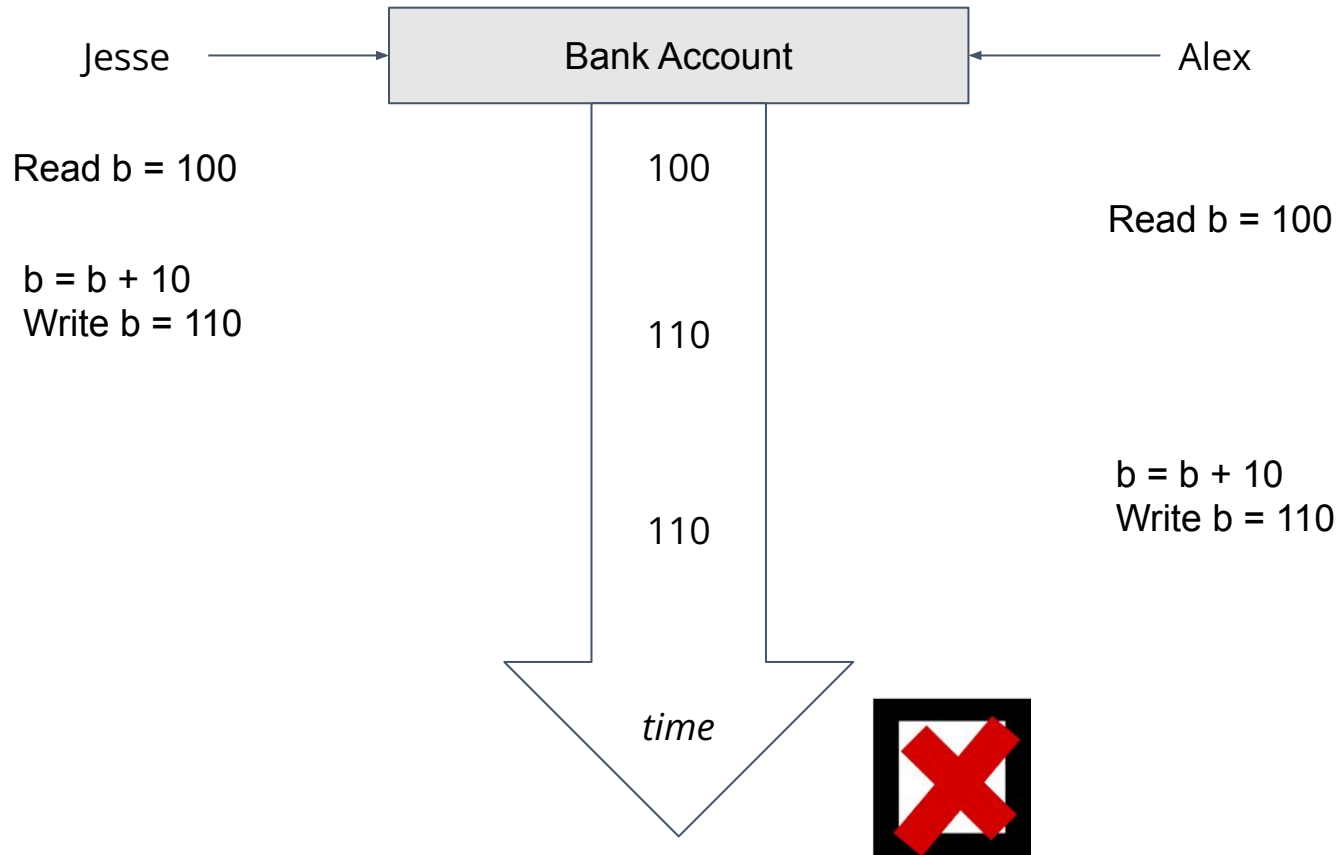 Jesse
Bank Account
Alex
Read b = 100
100
Read b = 100
b = b + 10
Write b = 110
110
b = b + 10
Write b = 110
110
time